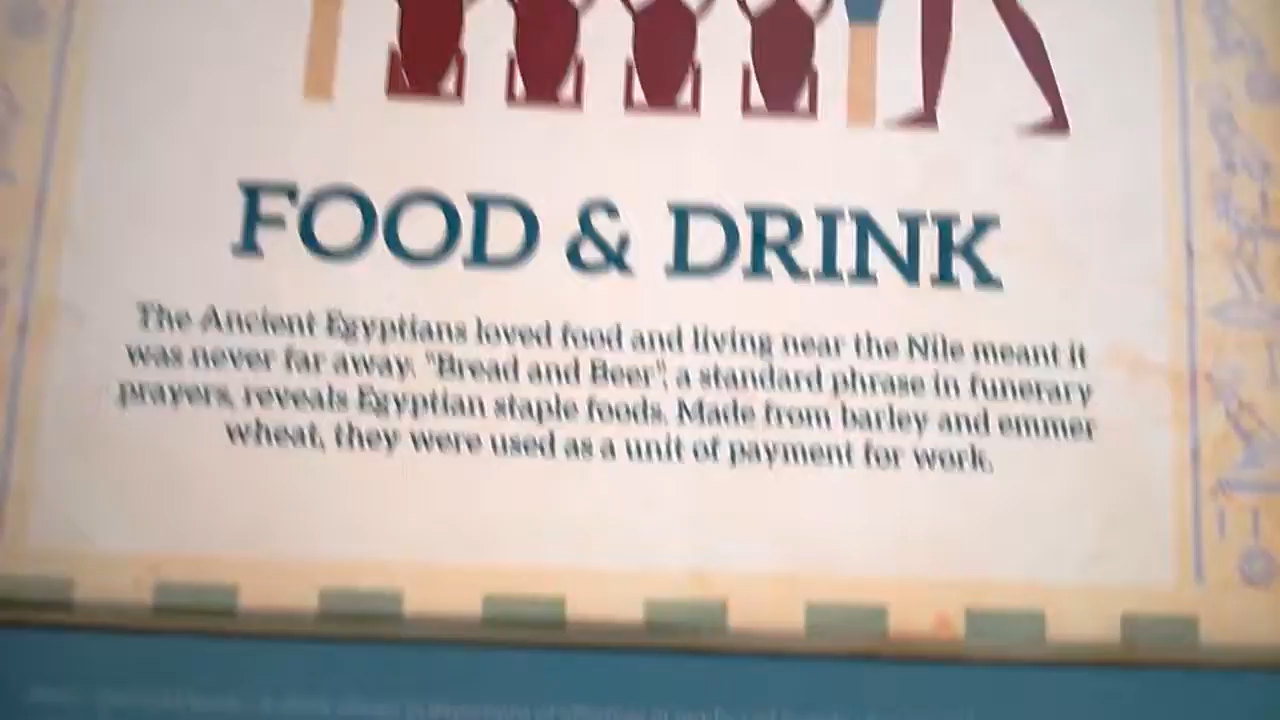 FOOD & DRINK
The Ancient Egyptians loved food and living near the Nile meant it
was never far away. "Bread and Beer", a standard phrase in funerary
prayers, reveals Egyptian staple foods. Made from barley and emmer
wheat, they were used as a unit of payment for work.